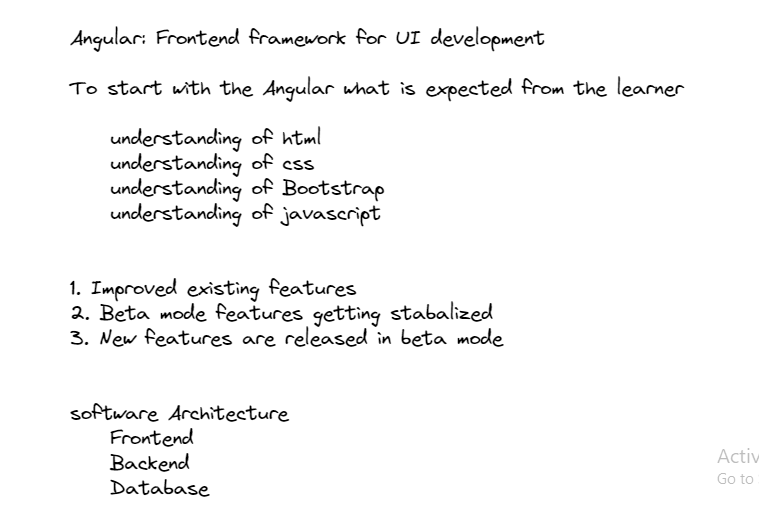 Angular: Frontend framework for UI development
To start with the Angular what is expected from the learner
understanding of html
understanding of css
understanding of Bootstrap
understanding of javascript
1. Improved existing features
2. Beta mode features getting stabalized
3. New features are released in beta mode
software Architecture
Frontend
Backend
Database
Activ
Go to